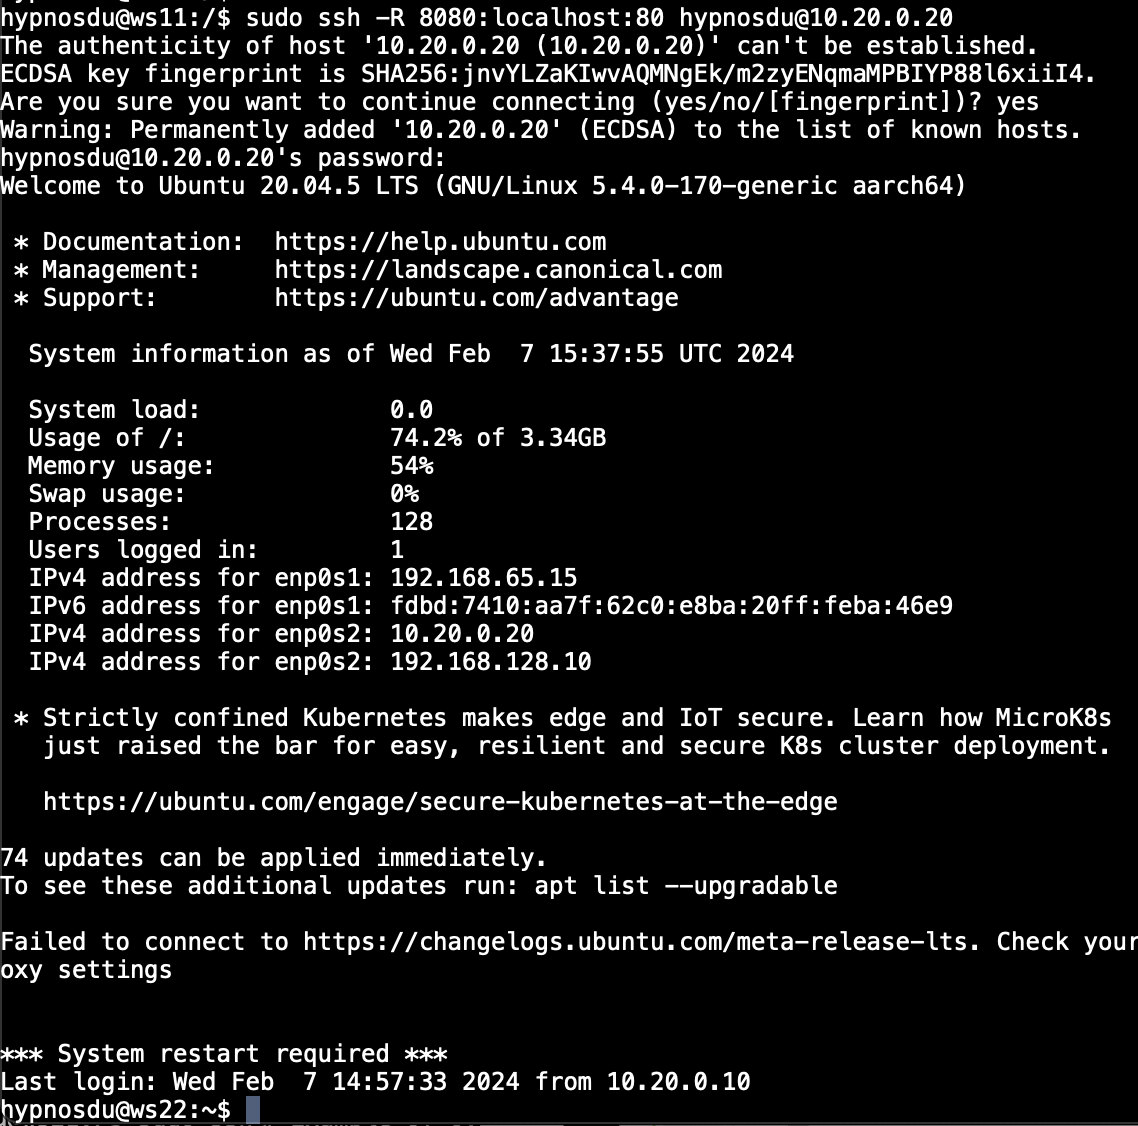 hypnosdu@ws11:/$ sudo ssh -R 8080:localhost:80 hypnosdu@10.20.0.20
The authenticity of host '10.20.0.20 (10.20.0.20)' can't be established.
ECDSA key fingerprint is SHA256:jnvYLZaKIwvAQMNgEk/m2zyENqmaMPBIYP88l6xiiI4.
Are you sure you want to continue connecting (yes/no/[fingerprint])? yes
Warning: Permanently added '10.20.0.20' (ECDSA) to the list of known hosts.
hypnosdu@10.20.0.20's password:
Welcome to Ubuntu 20.04.5 LTS (GNU/Linux 5.4.0-170-generic aarch64)
* Documentation: https://help.ubuntu.com
* Management: https://landscape.canonical.com
* Support: https://ubuntu.com/advantage
System information as of Wed Feb 7 15:37:55 UTC 2024
System load: 0.0
Usage of /: 74.2% of 3.34GB
Memory usage: 54%
Swap usage: 0%
Processes: 128
Users logged in: 1
IPv4 address for enp0s1: 192.168.65.15
IPv6 address for enp0s1: fdbd:7410:aa7f:62c0:e8ba:20ff:feba:46e9
IPv4 address for enp0s2: 10.20.0.20
IPv4 address for enp0s2: 192.168.128.10
* Strictly confined Kubernetes makes edge and IoT secure. Learn how MicroK8s
just raised the bar for easy, resilient and secure K8s cluster deployment.
https://ubuntu.com/engage/secure-kubernetes-at-the-edge
74 updates can be applied immediately.
To see these additional updates run: apt list --upgradable
Failed to connect to https://changelogs.ubuntu.com/meta-release-lts. Check your
oxy settings
*** System restart required ***
Last login: Wed Feb 7 14:57:33 2024 from 10.20.0.10
hypnosdu@ws22:~$